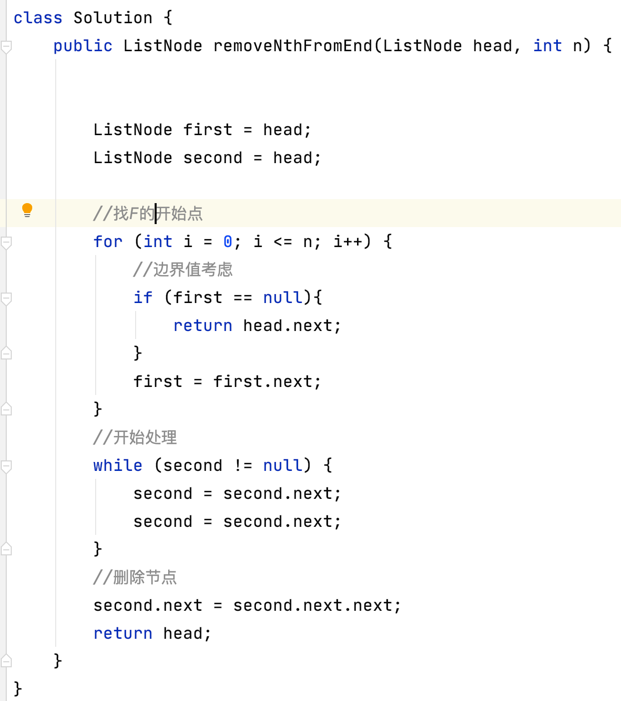 class Solution {
    public ListNode removeNthFromEnd(ListNode head, int n) {
        ListNode first = head;
        ListNode second = head;
        //找F的开始点
        for (int i = 0; i <= n; i++) {
            //边界值考虑
            if (first == null){
                return head.next;
            }
            first = first.next;
        }
        //开始处理
        while (second != null) {
            second = second.next;
            second = second.next;
        }
        //删除节点
        second.next = second.next.next;
        return head;
    }
}